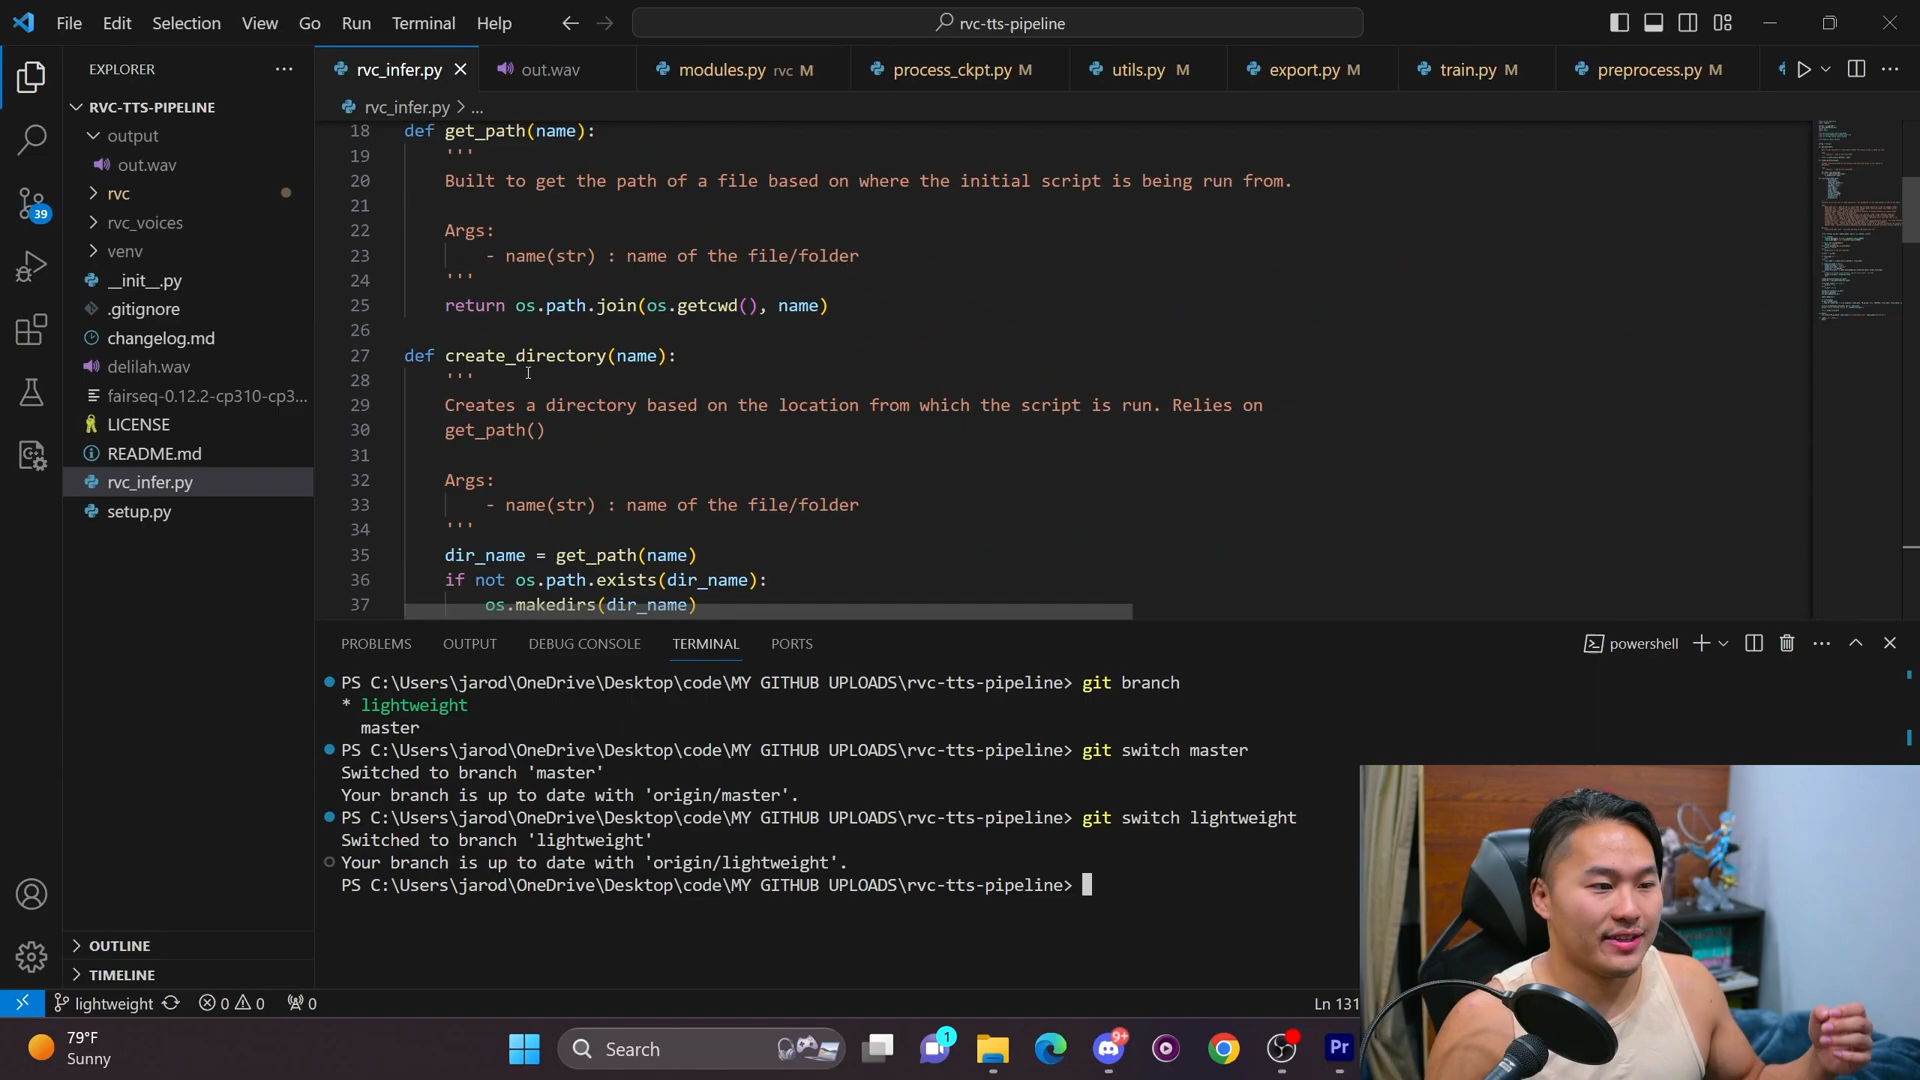 File Edit Selection View Go Run Terminal Help
rvc-tts-pipeline
EXPLORER
RVC-TTS-PIPELINE
output
out.wav
rvc
rvc_voices
venv
__init__.py
.gitignore
changelog.md
delilah.wav
fairseq-0.12.2-cp310-cp3...
LICENSE
README.md
rvc_infer.py
setup.py
OUTLINE
TIMELINE
39
rvc_infer.py
out.wav
modules.py rvc M
process_ckpt.py M
utils.py M
export.py M
train.py M
preprocess.py M
rvc_infer.py > ...
18 def get_path(name):
19 '''
20 Built to get the path of a file based on where the initial script is being run from.
21
22 Args:
23 - name(str) : name of the file/folder
24 '''
25 return os.path.join(os.getcwd(), name)
26
27 def create_directory(name):
28 '''
29 Creates a directory based on the location from which the script is run. Relies on
30 get_path()
31
32 Args:
33 - name(str) : name of the file/folder
34 '''
35 dir_name = get_path(name)
36 if not os.path.exists(dir_name):
37 os.makedirs(dir_name)
PROBLEMS OUTPUT DEBUG CONSOLE TERMINAL PORTS
powershell
PS C:\Users\jarod\OneDrive\Desktop\code\MY GITHUB UPLOADS\rvc-tts-pipeline> git branch
* lightweight
master
PS C:\Users\jarod\OneDrive\Desktop\code\MY GITHUB UPLOADS\rvc-tts-pipeline> git switch master
Switched to branch 'master'
Your branch is up to date with 'origin/master'.
PS C:\Users\jarod\OneDrive\Desktop\code\MY GITHUB UPLOADS\rvc-tts-pipeline> git switch lightweight
Switched to branch 'lightweight'
Your branch is up to date with 'origin/lightweight'.
PS C:\Users\jarod\OneDrive\Desktop\code\MY GITHUB UPLOADS\rvc-tts-pipeline>
lightweight 0 0 0
Ln 131
79°F
Sunny
Search
1
9+
Pr